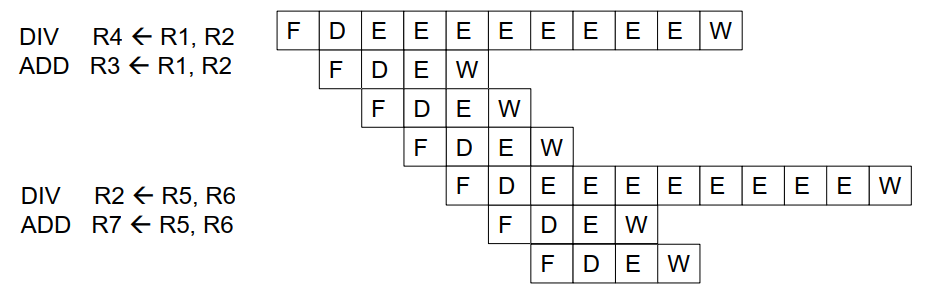 DIV R4 ← R1, R2 F D E E E E E E E E W
ADD R3 ← R1, R2 F D E W
F D E W
F D E W
DIV R2 ← R5, R6 F D E E E E E E E E W
ADD R7 ← R5, R6 F D E W
F D E W